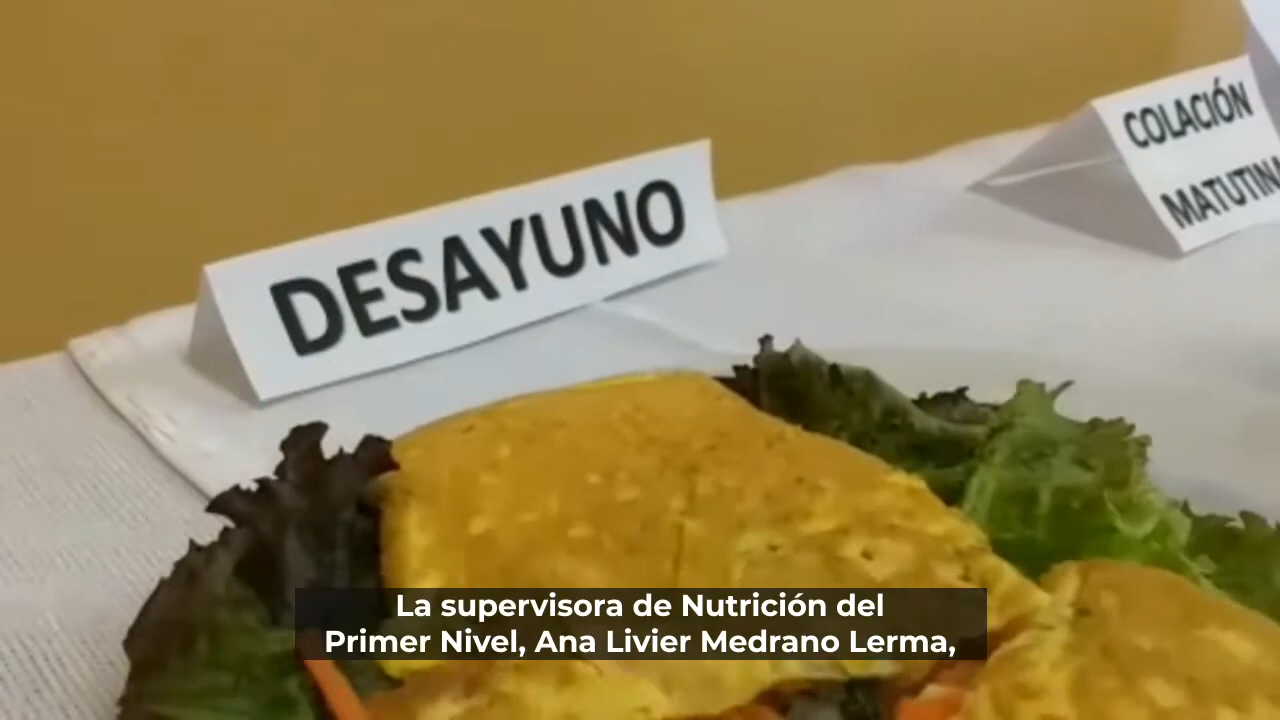 DESAYUNO
COLACIÓN
MATUTINA
La supervisora de Nutrición del
Primer Nivel, Ana Livier Medrano Lerma,